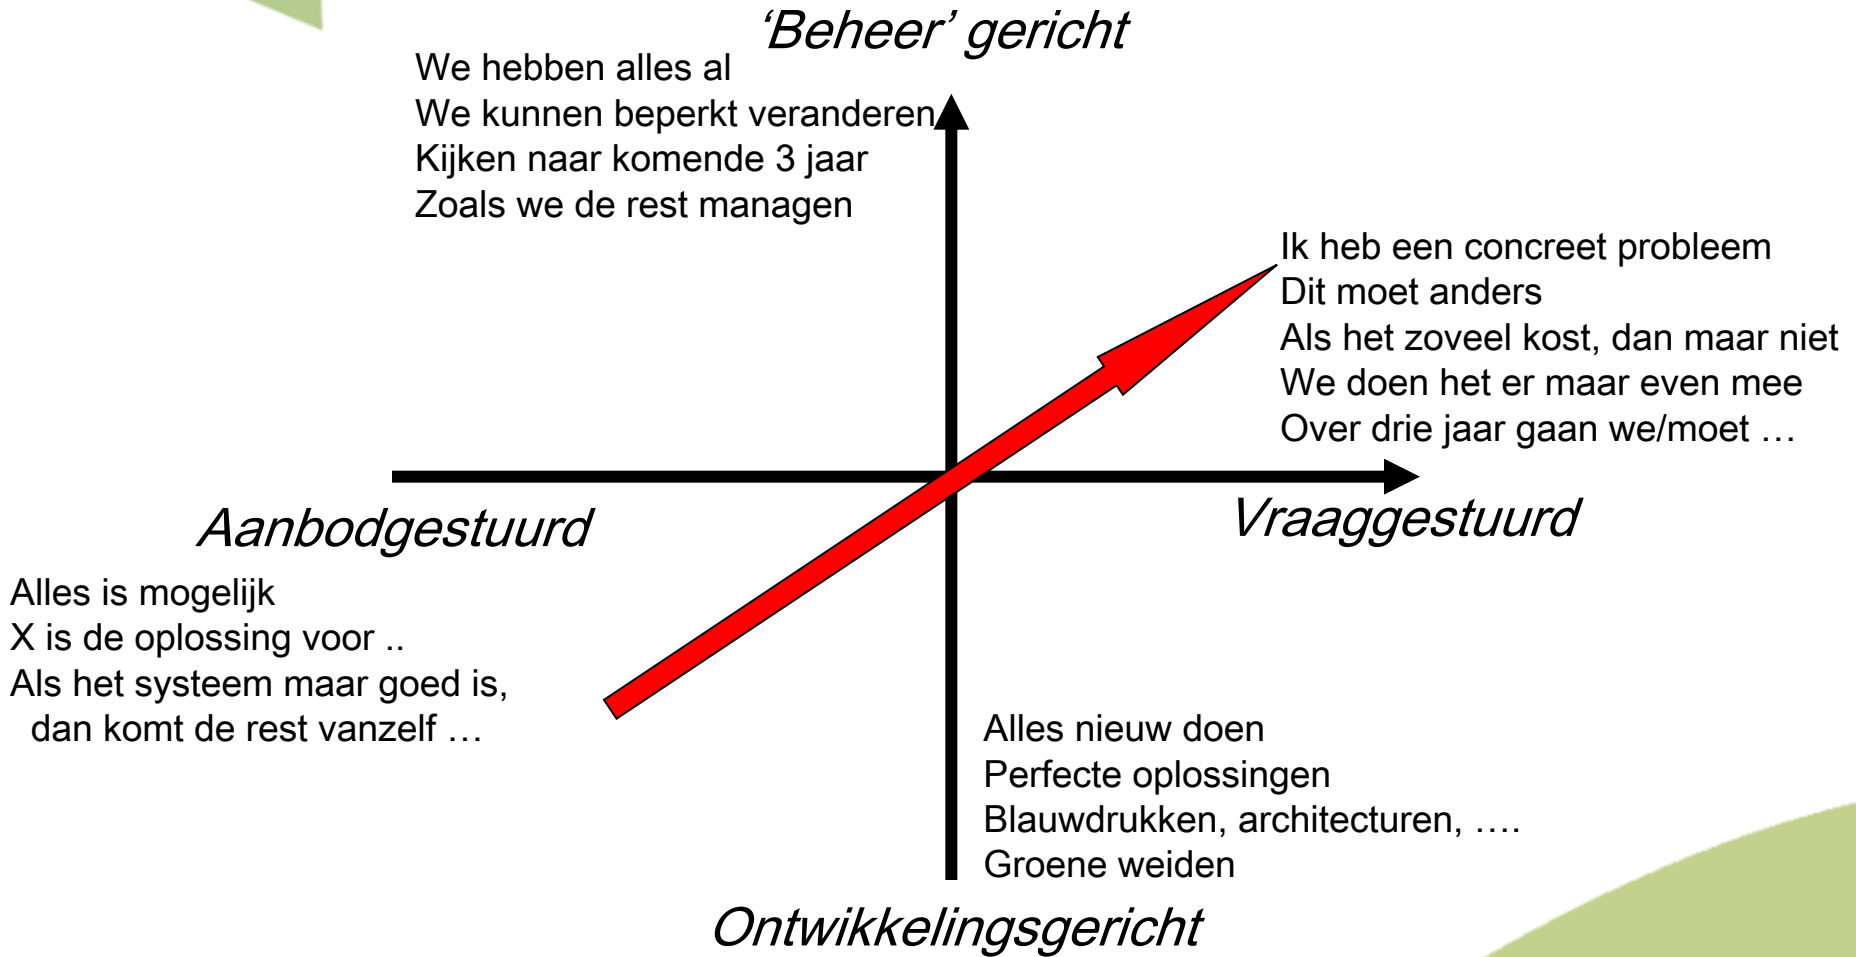 ‘Beheer’ gericht
We hebben alles al
We kunnen beperkt veranderen
Kijken naar komende 3 jaar
Zoals we de rest managen
Ik heb een concreet probleem
Dit moet anders
Als het zoveel kost, dan maar niet
We doen het er maar even mee
Over drie jaar gaan we/moet …
Aanbodgestuurd
Vraaggestuurd
Alles is mogelijk
X is de oplossing voor ..
Als het systeem maar goed is,
dan komt de rest vanzelf …
Alles nieuw doen
Perfecte oplossingen
Blauwdrukken, architecturen, ….
Groene weiden
Ontwikkelingsgericht